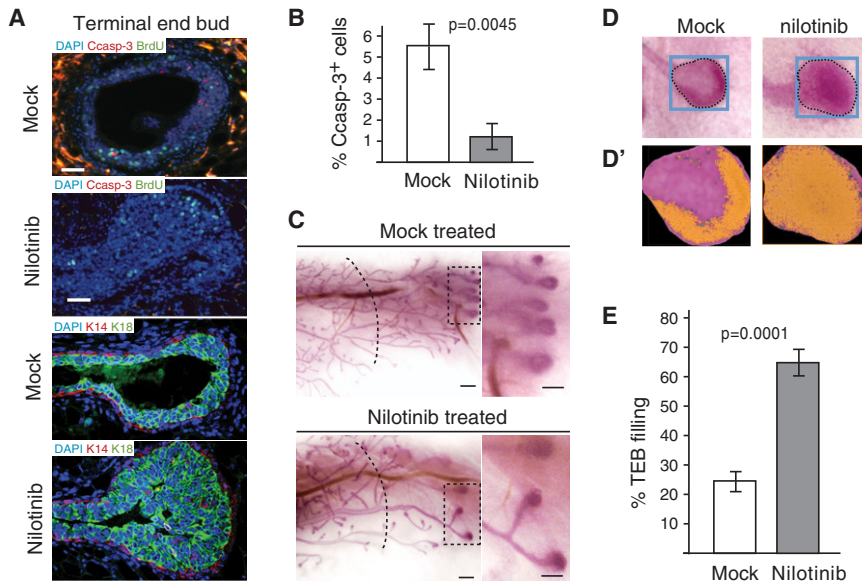 A
Terminal end bud
DAPI Ccasp-3 BrdU
Mock
DAPI Ccasp-3 BrdU
Nilotinib
DAPI K14 K18
Mock
DAPI K14 K18
Nilotinib
B
p=0.0045
% Ccasp-3+ cells
6
5
4
3
2
1
Mock
Nilotinib
C
Mock treated
Nilotinib treated
D
Mock
nilotinib
D'
E
p=0.0001
% TEB filling
80
70
60
50
40
30
20
10
Mock
Nilotinib